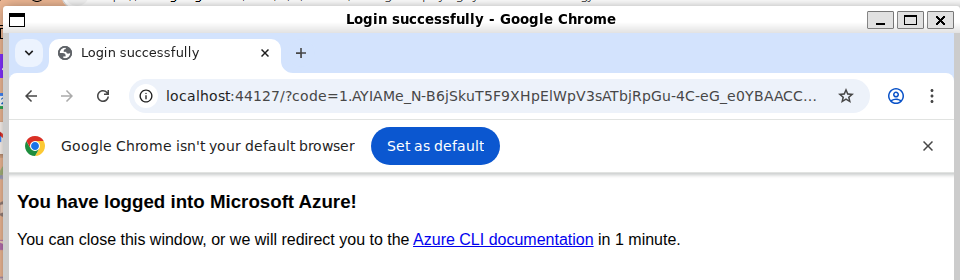 Login successfully - Google Chrome
Login successfully
localhost:44127/?code=1.AYIAMe_N-B6jSkuT5F9XHpElWpV3sATbjRpGu-4C-eG_e0YBAACC...
Google Chrome isn't your default browser Set as default
You have logged into Microsoft Azure!
You can close this window, or we will redirect you to the Azure CLI documentation in 1 minute.